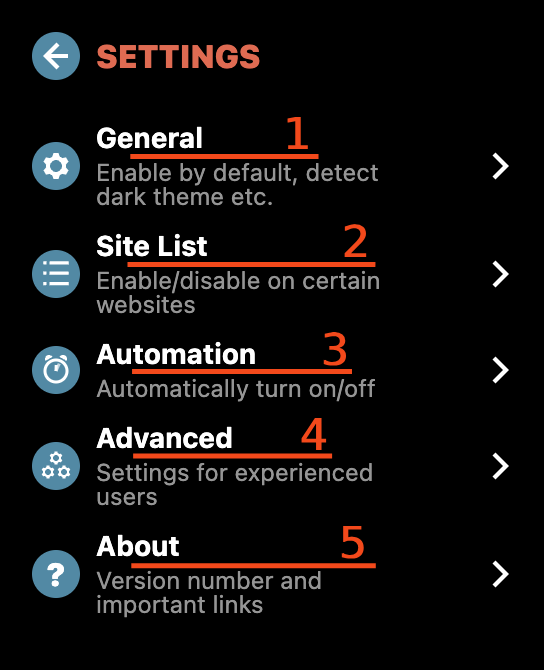 SETTINGS
General 1
Enable by default, detect
dark theme etc.
Site List 2
Enable/disable on certain
websites
Automation 3
Automatically turn on/off
Advanced 4
Settings for experienced
users
About 5
? Version number and
important links